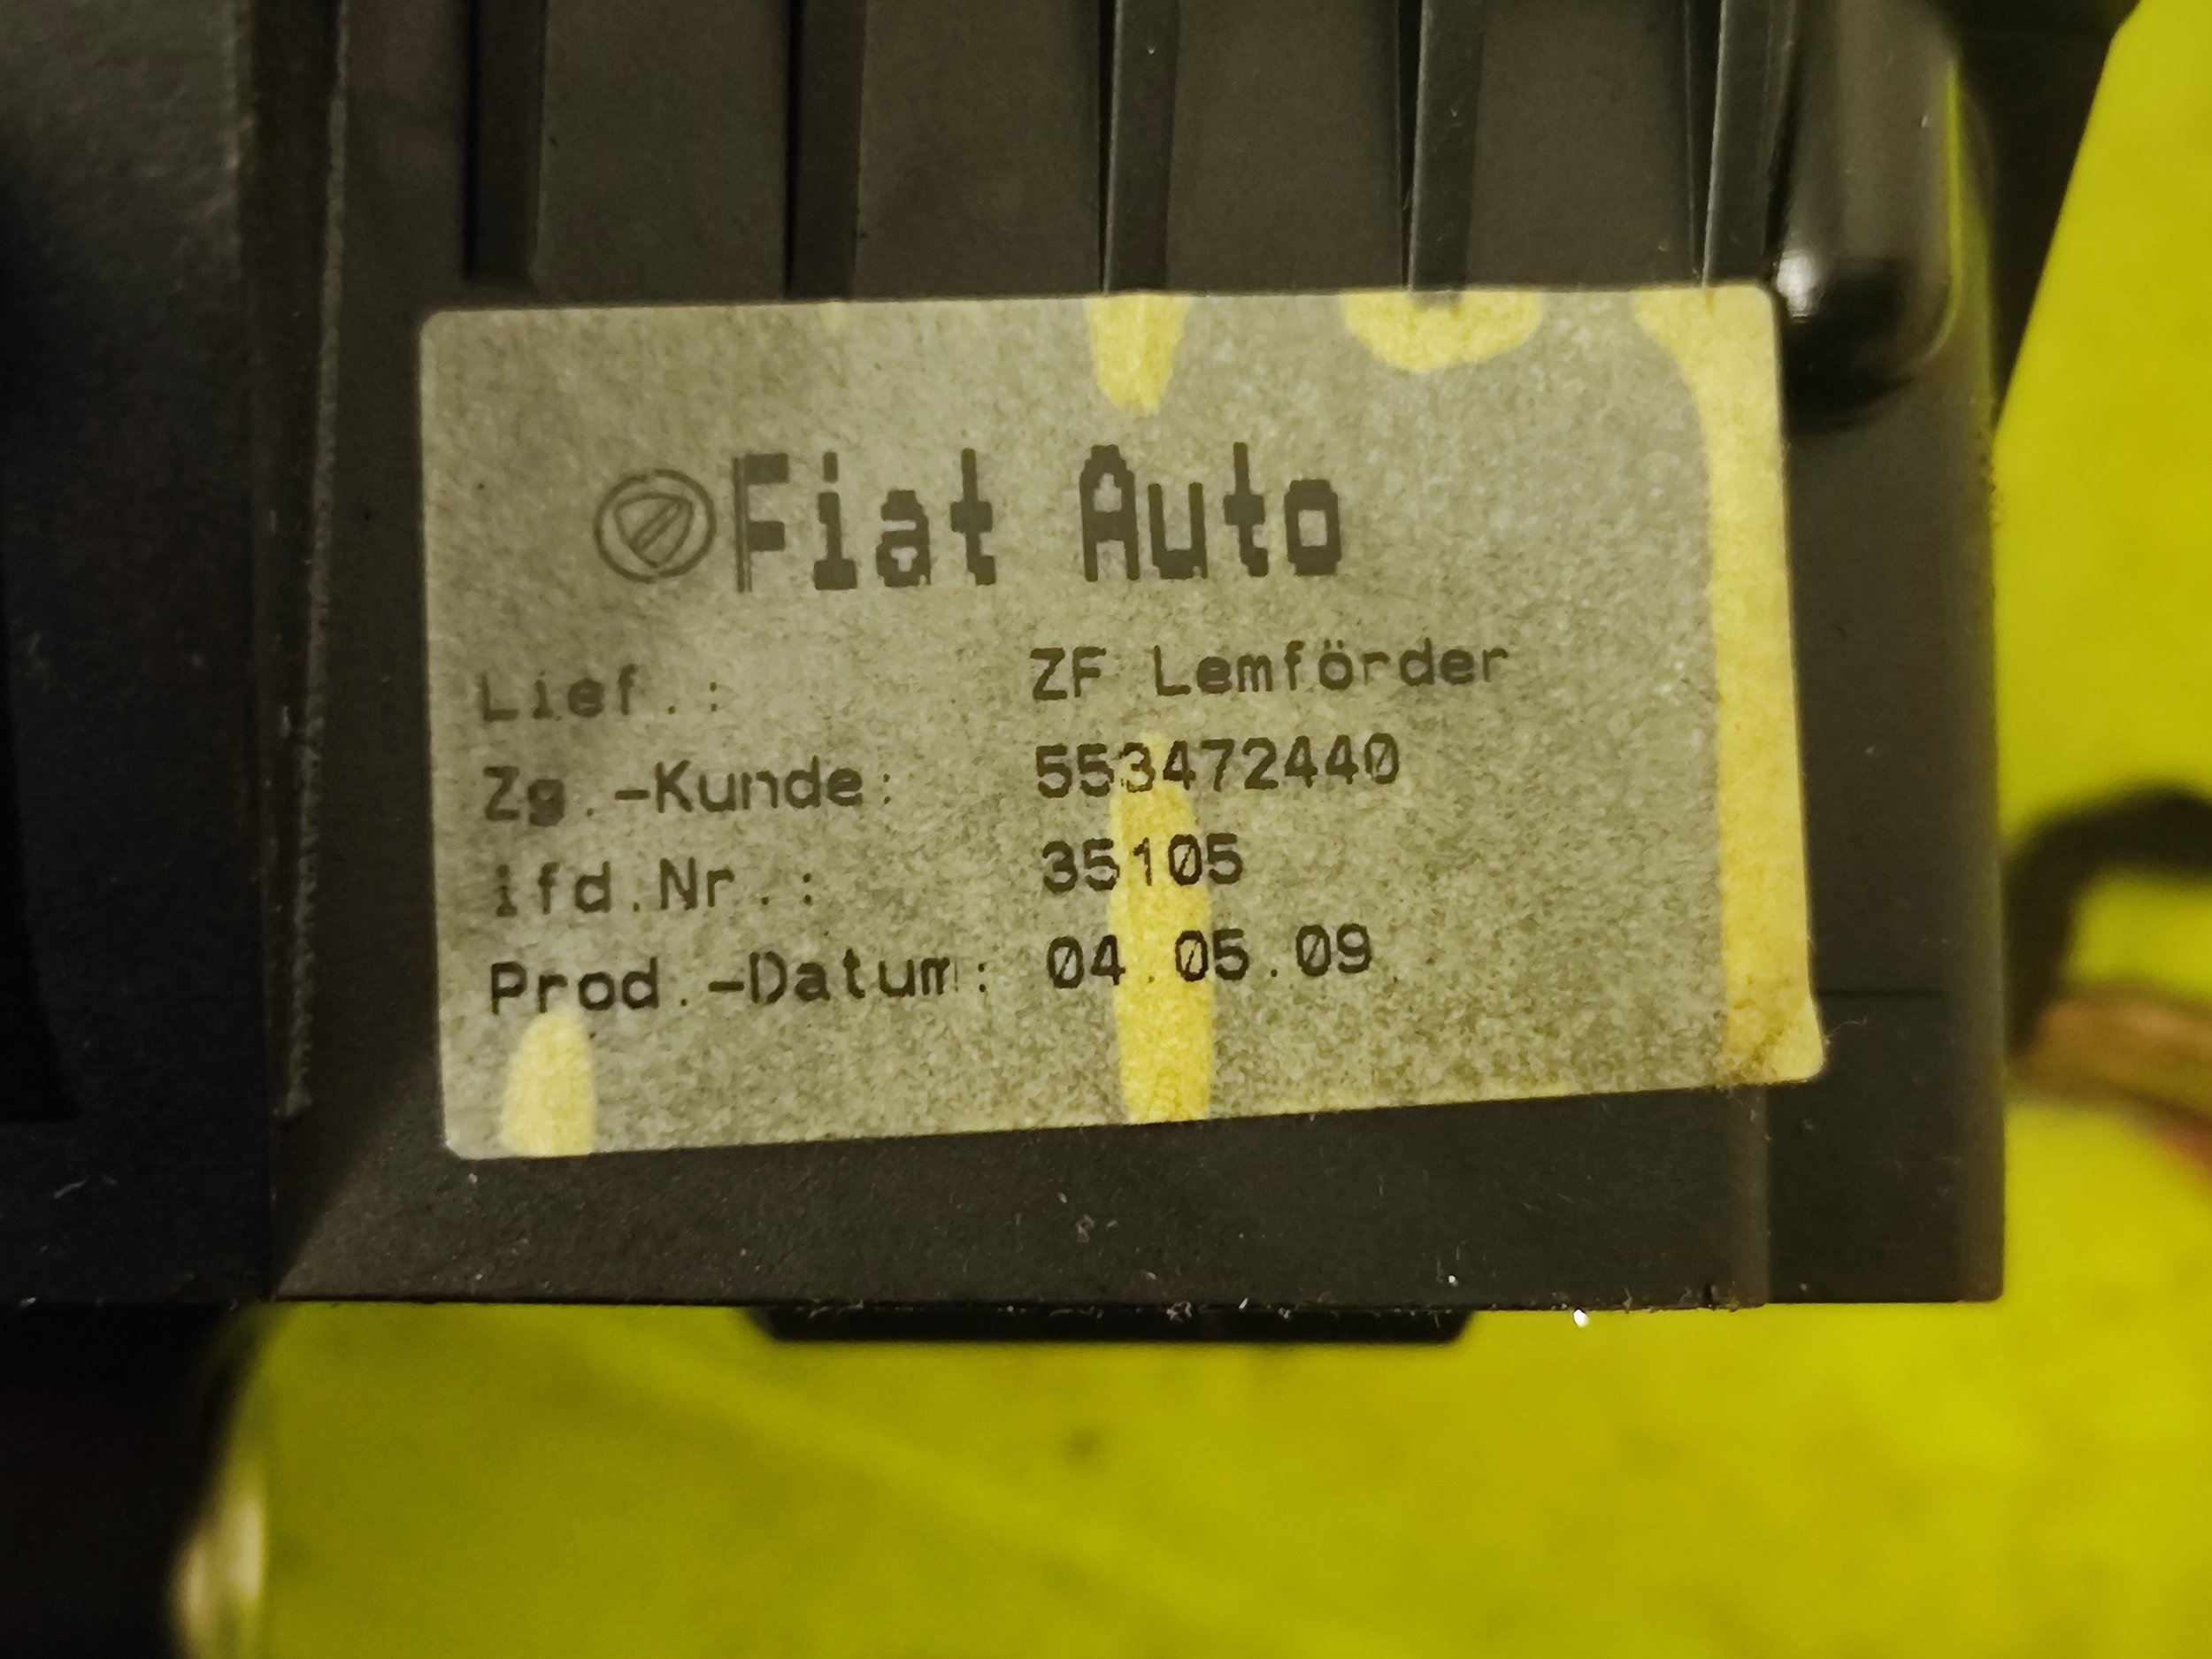 Fiat Auto
Lief.: ZF Lemförder
Zg.-Kunde: 553472440
lfd.Nr.: 35105
Prod.-Datum: 04.05.09